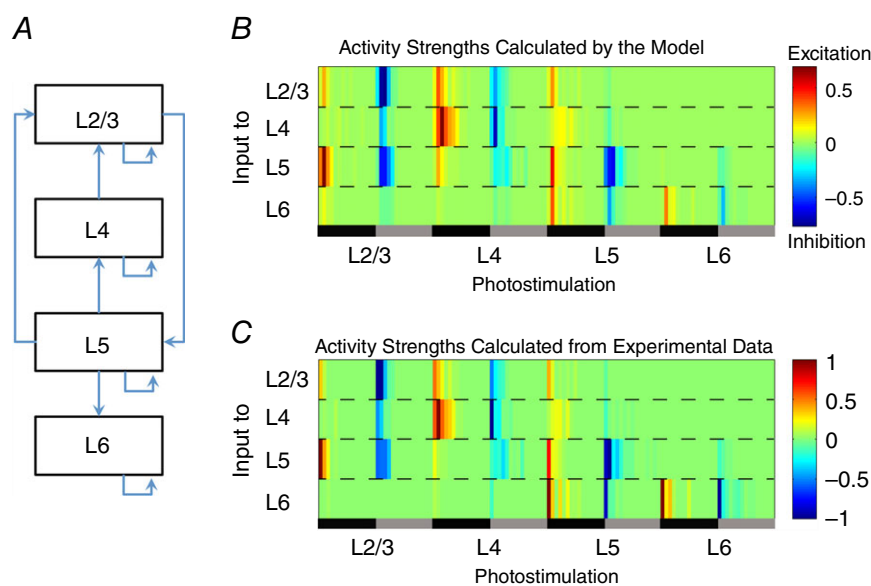 A
L2/3
L4
L5
L6
B
Activity Strengths Calculated by the Model
Input to
L2/3
L4
L5
L6
L2/3 L4 L5 L6
Photostimulation
Excitation
0.5
0
−0.5
Inhibition
C
Activity Strengths Calculated from Experimental Data
Input to
L2/3
L4
L5
L6
L2/3 L4 L5 L6
Photostimulation
1
0.5
0
−0.5
−1